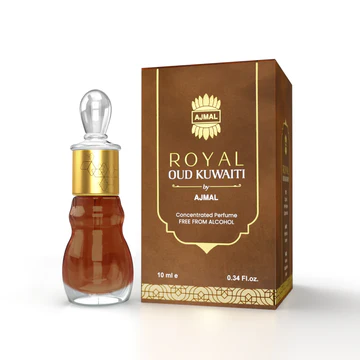 AJMAL
ROYAL
OUD KUWAITI
by
AJMAL
Concentrated Perfume
FREE FROM ALCOHOL
10 ml e
0.34 Fl.oz.